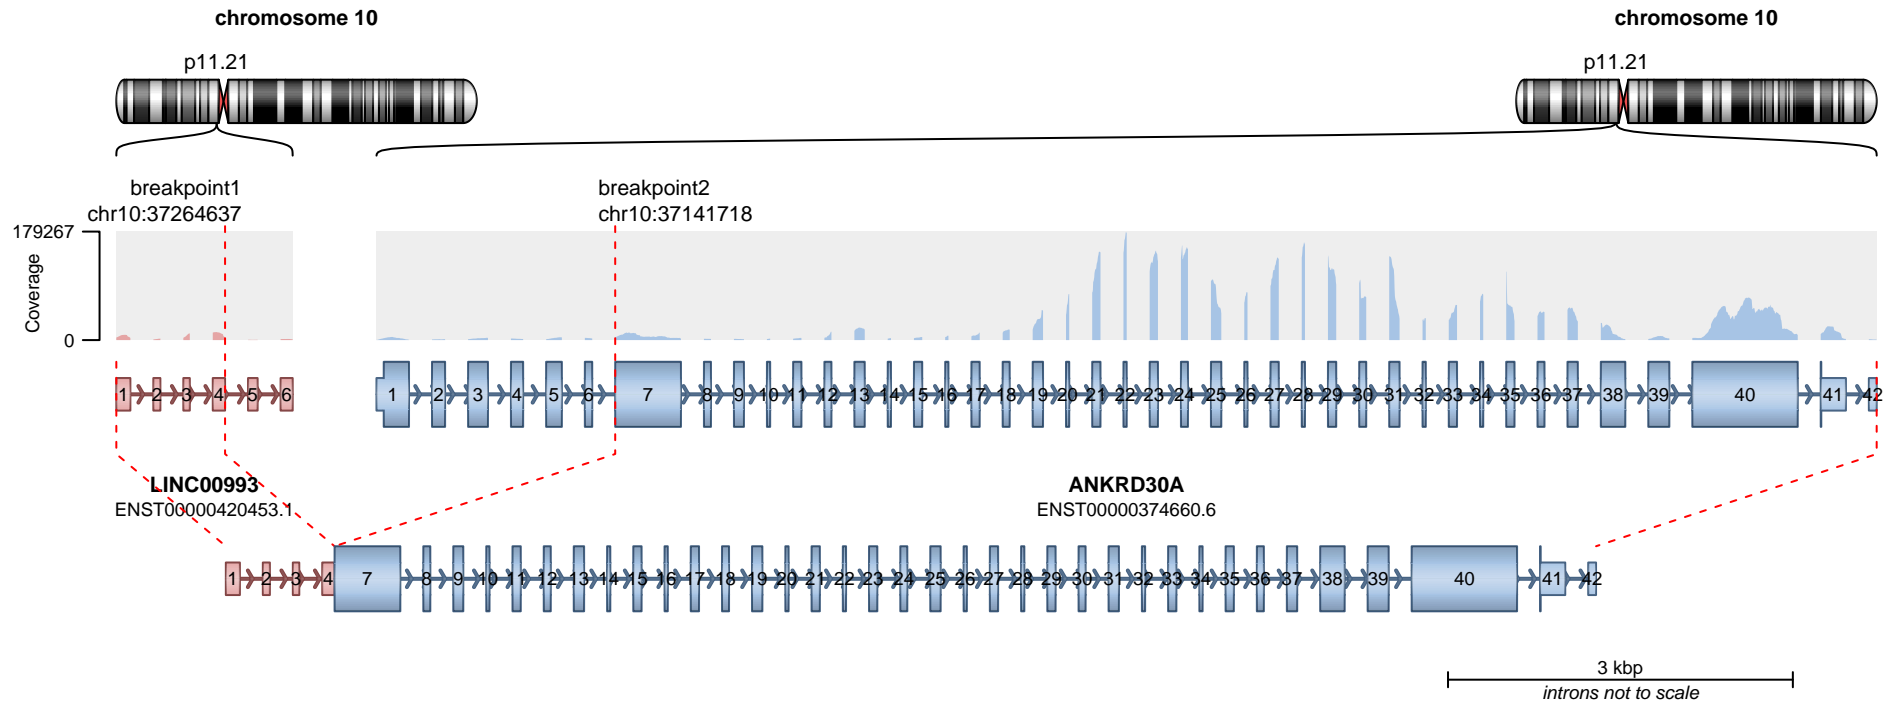 chromosome 10 chromosome 10
p11.21 p11.21
breakpoint1 breakpoint2
chr10:37264637 chr10:37141718
179267
Coverage
0
1 2 3 4 5 6 1 2 3 4 5 6 7 8 9 10 11 12 13 14 15 16 17 18 19 20 21 22 23 24 25 26 27 28 29 30 31 32 33 34 35 36 37 38 39 40 41 42
LINC00993 ANKRD30A
ENST00000420453.1 ENST00000374660.6
1 2 3 4 7 8 9 10 11 12 13 14 15 16 17 18 19 20 21 22 23 24 25 26 27 28 29 30 31 32 33 34 35 36 37 38 39 40 41 42
3 kbp
introns not to scale